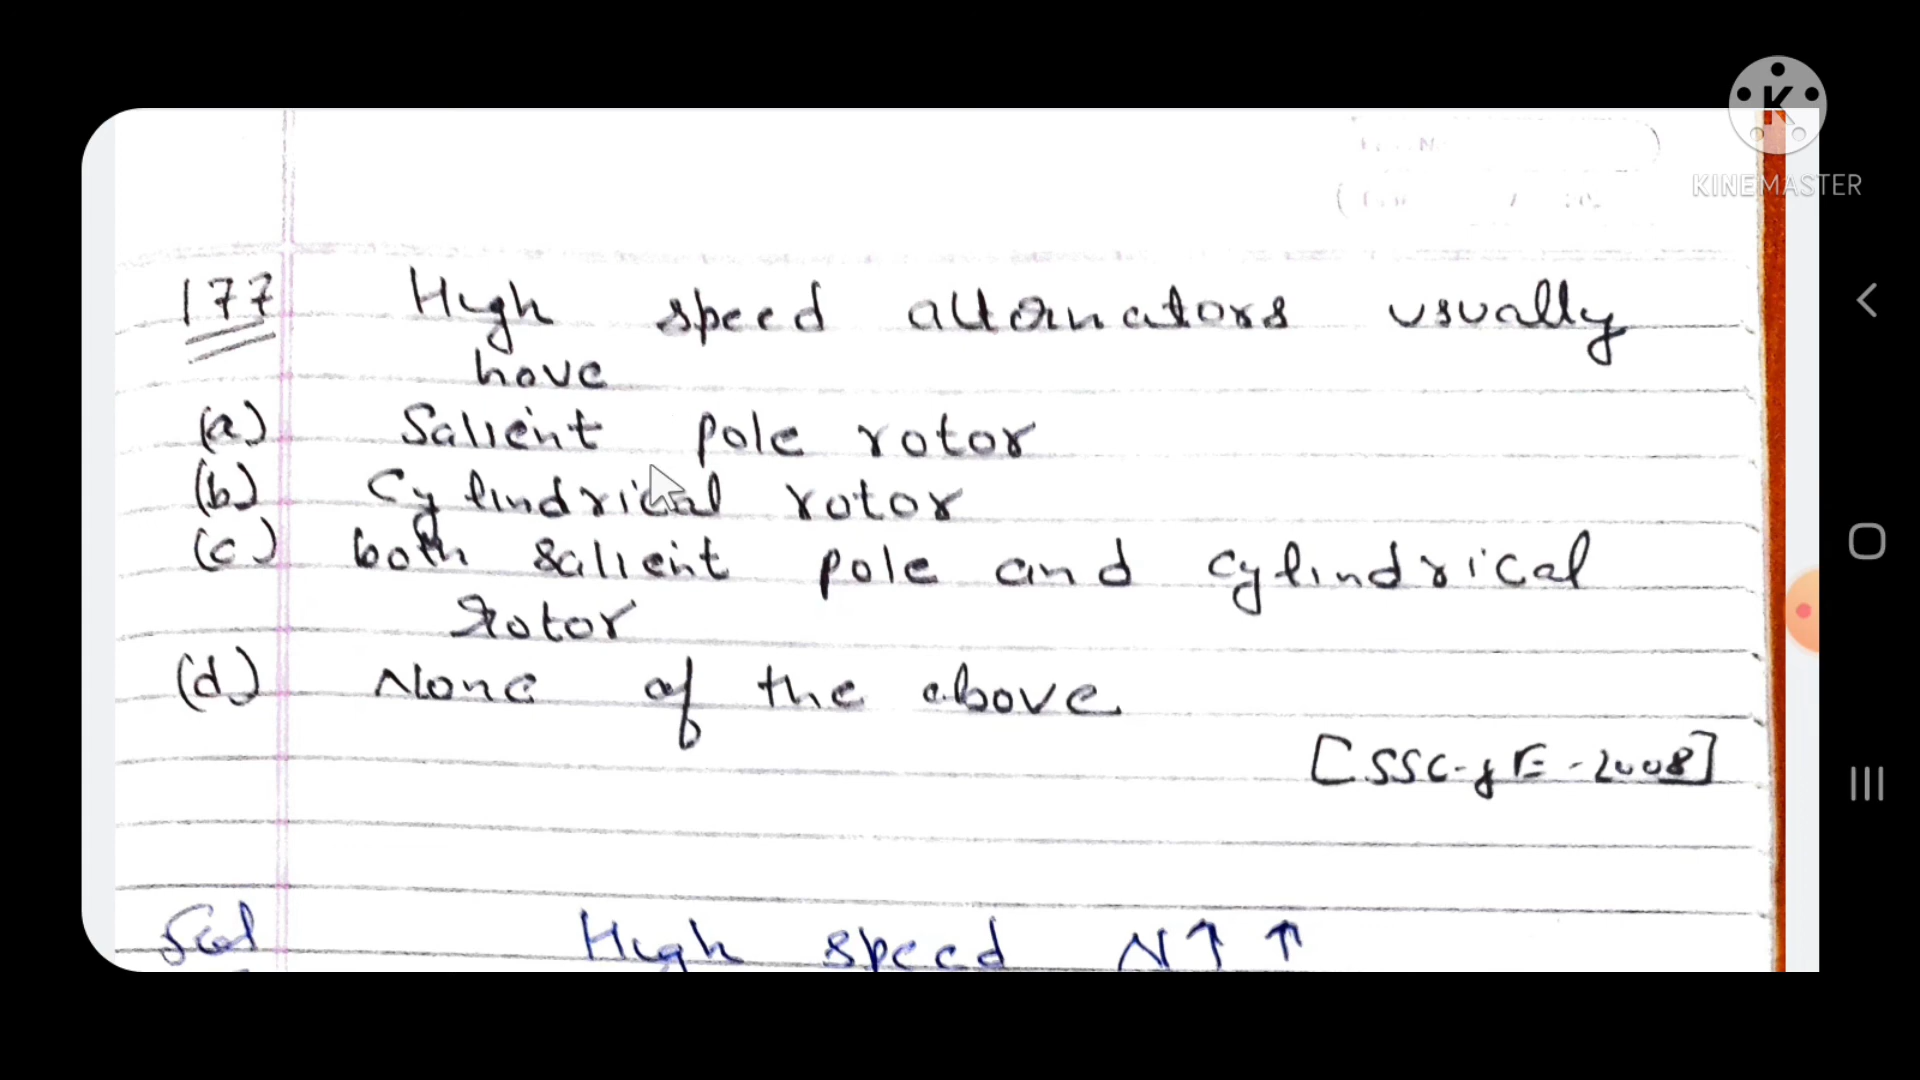 KINEMASTER
177 High speed alternators usually
have
(a) Salient pole rotor
(b) Cylindrical rotor
(c) both salient pole and cylindrical
rotor
(d) None of the above
[SSC-JE-2008]
Sol High speed N↑ ↑